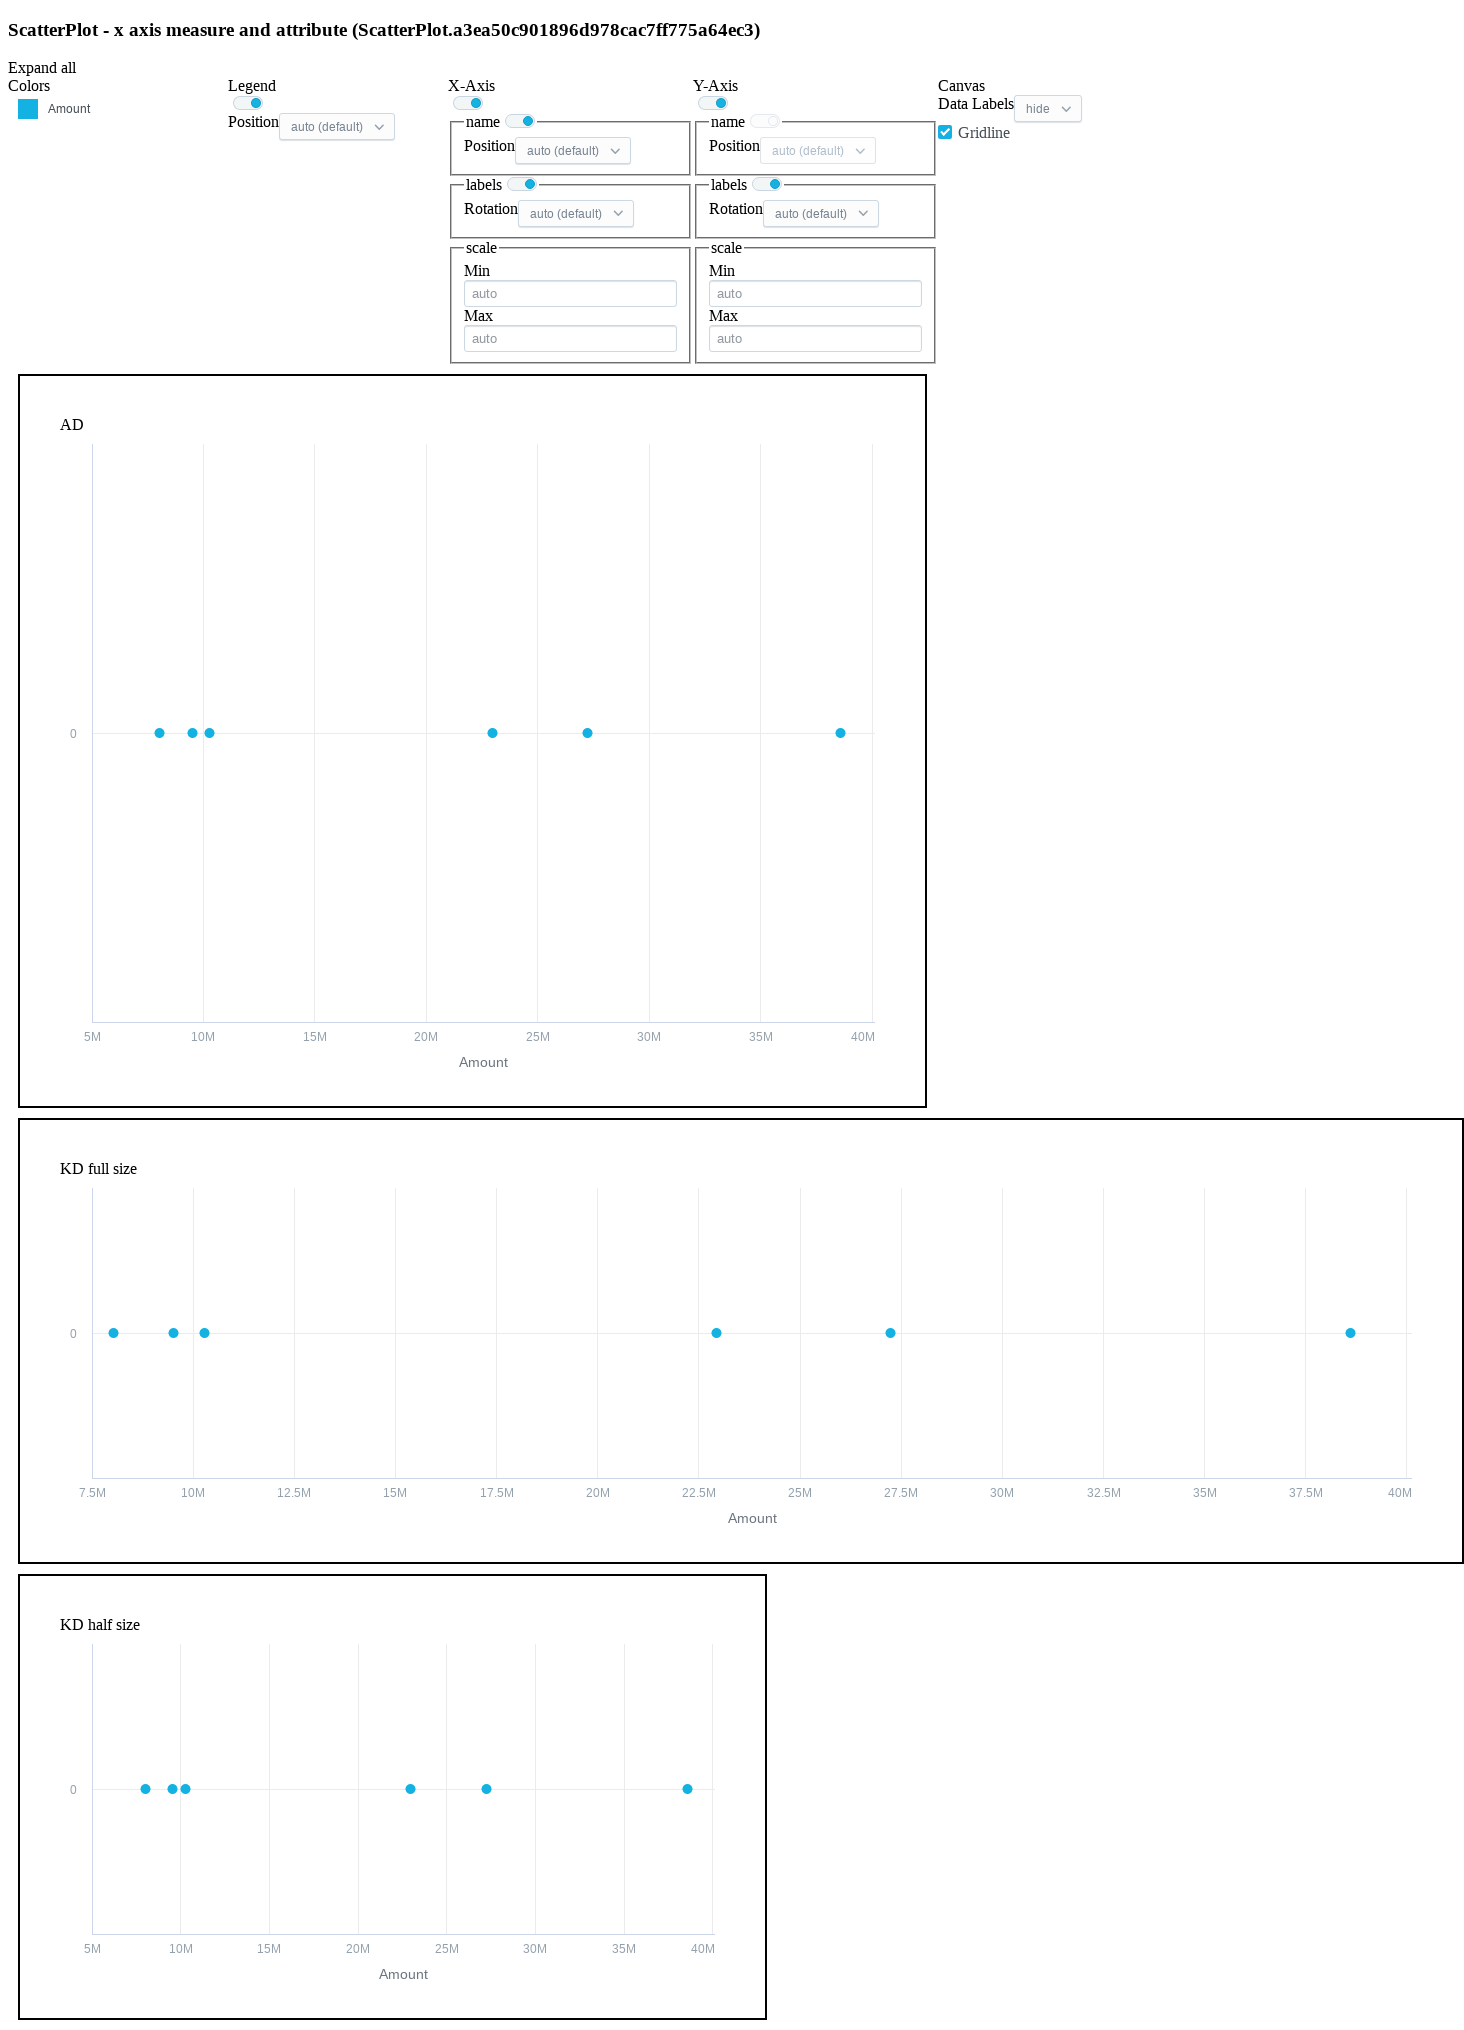 ScatterPlot - x axis measure and attribute (ScatterPlot.a3ea50c901896d978cac7ff775a64ec3)
Expand all
Colors
Amount
Legend
Position auto (default)
X-Axis
name
Position auto (default)
labels
Rotation auto (default)
scale
Min
auto
Max
auto
Y-Axis
name
Position auto (default)
labels
Rotation auto (default)
scale
Min
auto
Max
auto
Canvas
Data Labels hide
Gridline
AD
0
5M 10M 15M 20M 25M 30M 35M 40M
Amount
KD full size
0
7.5M 10M 12.5M 15M 17.5M 20M 22.5M 25M 27.5M 30M 32.5M 35M 37.5M 40M
Amount
KD half size
0
5M 10M 15M 20M 25M 30M 35M 40M
Amount